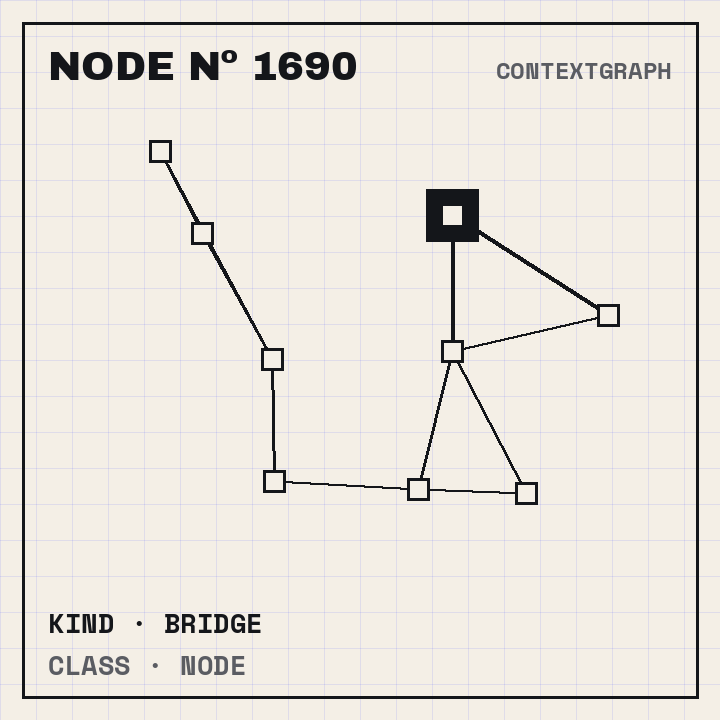 NODE Nº 1690
CONTEXTGRAPH
KIND · BRIDGE
CLASS · NODE